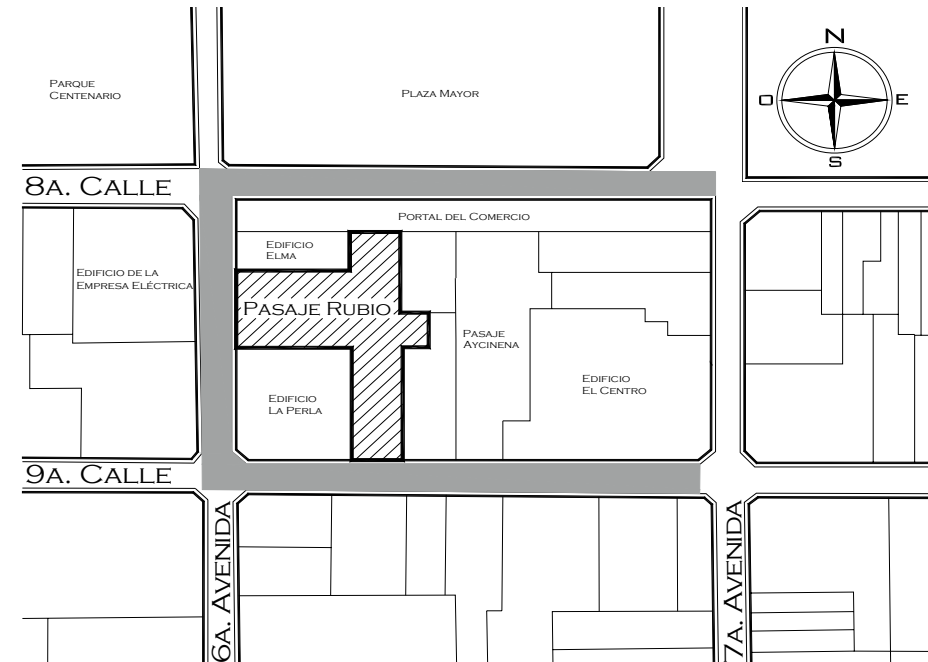 N
O
E
S
PARQUE
CENTENARIO
PLAZA MAYOR
8A. CALLE
PORTAL DEL COMERCIO
EDIFICIO
ELMA
EDIFICIO DE LA
EMPRESA ELÉCTRICA
PASAJE RUBIO
PASAJE
AYCINENA
EDIFICIO
LA PERLA
EDIFICIO
EL CENTRO
9A. CALLE
6A. AVENIDA
7A. AVENIDA